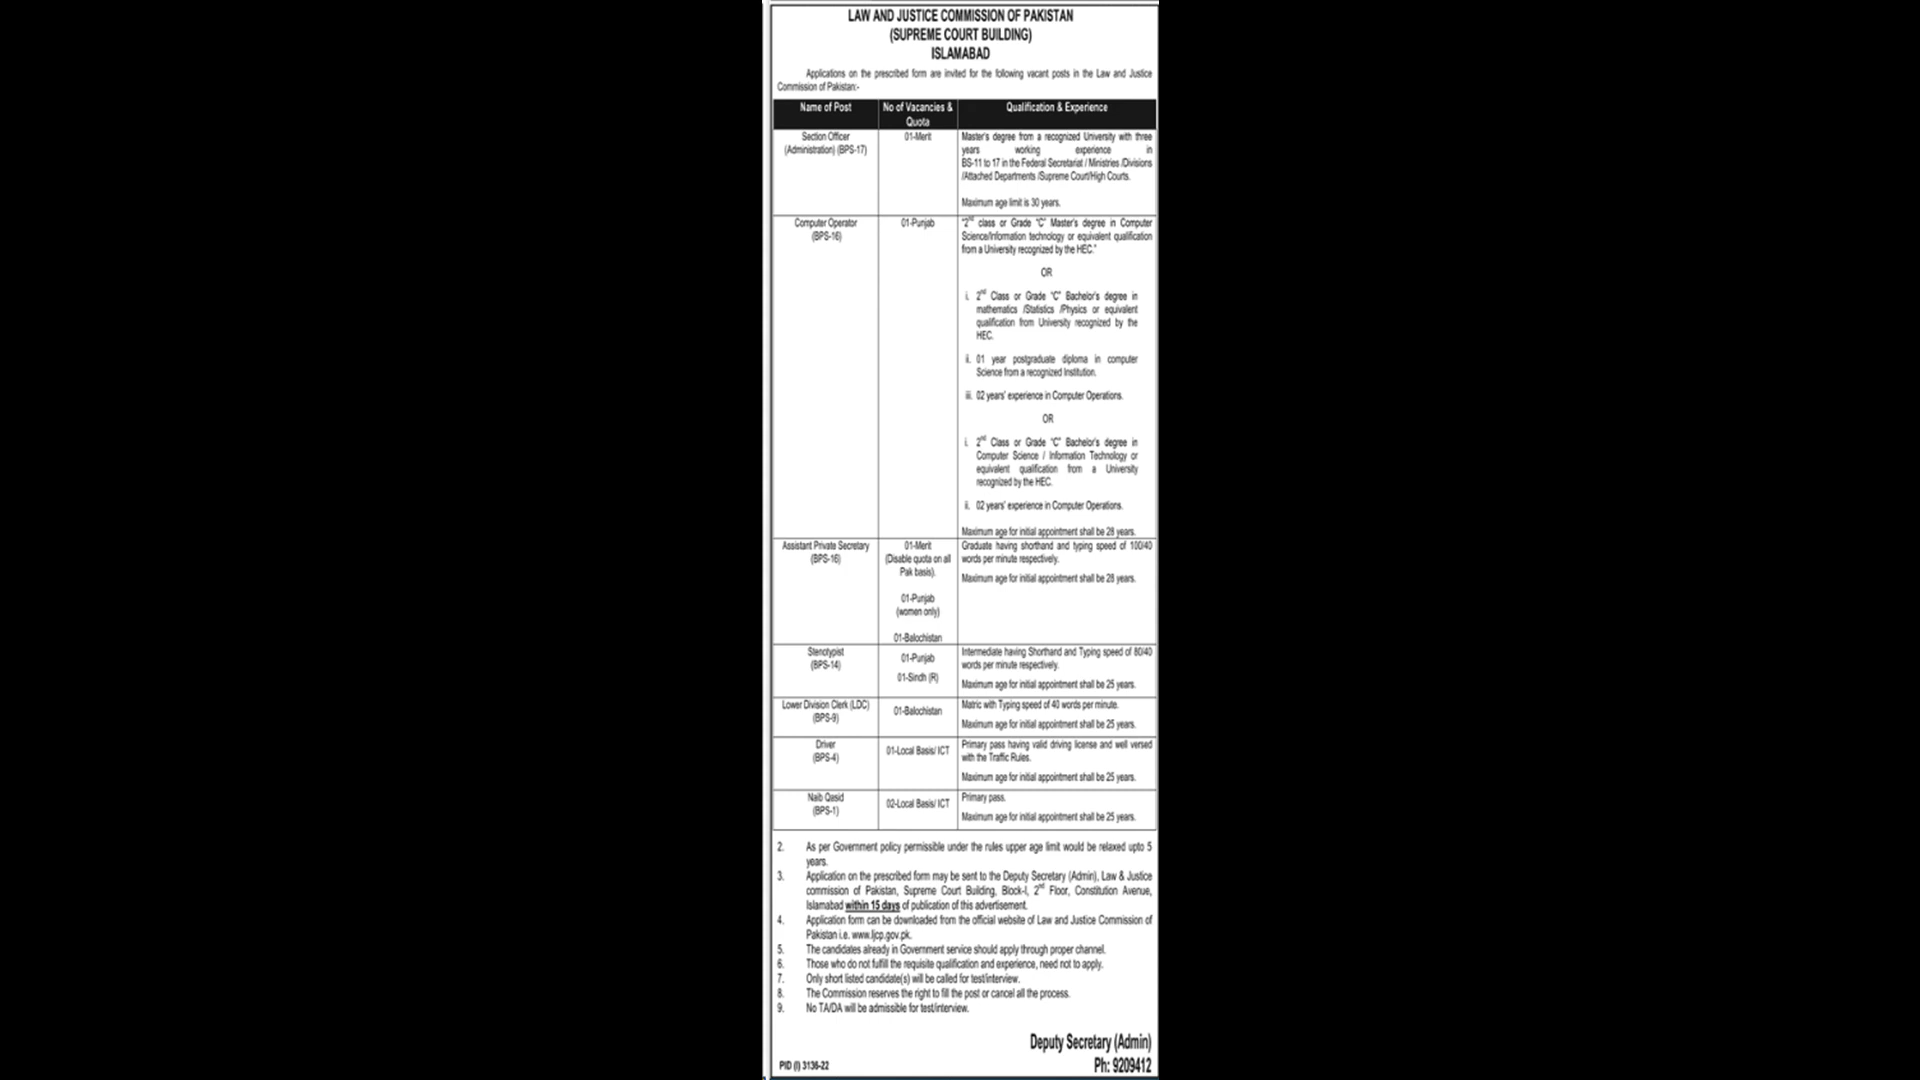 LAW AND JUSTICE COMMISSION OF PAKISTAN
(SUPREME COURT BUILDING)
ISLAMABAD
Applications on the prescribed form are invited for the following vacant posts in the Law and Justice
Commission of Pakistan:-
Name of Post
No of Vacancies &
Quota
Qualification & Experience
Section Officer
(Administration) (BPS-17)
01-Merit
Master's degree from a recognized University with three
years working experience in
BS-11 to 17 in the Federal Secretariat / Ministries /Divisions
/Attached Departments /Supreme Court/High Courts.
Maximum age limit is 30 years.
Computer Operator
(BPS-16)
01-Punjab
"2nd class or Grade "C" Master's degree in Computer
Science/Information technology or equivalent qualification
from a University recognized by the HEC."
OR
i. 2nd Class or Grade "C" Bachelor's degree in
mathematics /Statistics /Physics or equivalent
qualification from University recognized by the
HEC.
ii. 01 year postgraduate diploma in computer
Science from a recognized Institution.
iii. 02 years' experience in Computer Operations.
OR
i. 2nd Class or Grade "C" Bachelor's degree in
Computer Science / Information Technology or
equivalent qualification from a University
recognized by the HEC.
ii. 02 years' experience in Computer Operations.
Maximum age for initial appointment shall be 28 years.
Assistant Private Secretary
(BPS-16)
01-Merit
(Disable quota on all
Pak basis).
01-Punjab
(women only)
01-Balochistan
Graduate having shorthand and typing speed of 100/40
words per minute respectively.
Maximum age for initial appointment shall be 28 years.
Stenotypist
(BPS-14)
01-Punjab
01-Sindh (R)
Intermediate having Shorthand and Typing speed of 80/40
words per minute respectively.
Maximum age for initial appointment shall be 25 years.
Lower Division Clerk (LDC)
(BPS-9)
01-Balochistan
Matric with Typing speed of 40 words per minute.
Maximum age for initial appointment shall be 25 years.
Driver
(BPS-4)
01-Local Basis/ ICT
Primary pass having valid driving license and well versed
with the Traffic Rules.
Maximum age for initial appointment shall be 25 years.
Naib Qasid
(BPS-1)
02-Local Basis/ ICT
Primary pass.
Maximum age for initial appointment shall be 25 years.
2. As per Government policy permissible under the rules upper age limit would be relaxed upto 5
years.
3. Application on the prescribed form may be sent to the Deputy Secretary (Admin), Law & Justice
commission of Pakistan, Supreme Court Building, Block-I, 2nd Floor, Constitution Avenue,
Islamabad within 15 days of publication of this advertisement.
4. Application form can be downloaded from the official website of Law and Justice Commission of
Pakistan i.e. www.ljcp.gov.pk.
5. The candidates already in Government service should apply through proper channel.
6. Those who do not fulfill the requisite qualification and experience, need not to apply.
7. Only short listed candidate(s) will be called for test/interview.
8. The Commission reserves the right to fill the post or cancel all the process.
9. No TA/DA will be admissible for test/interview.
Deputy Secretary (Admin)
Ph: 9209412
PID (I) 3136-22